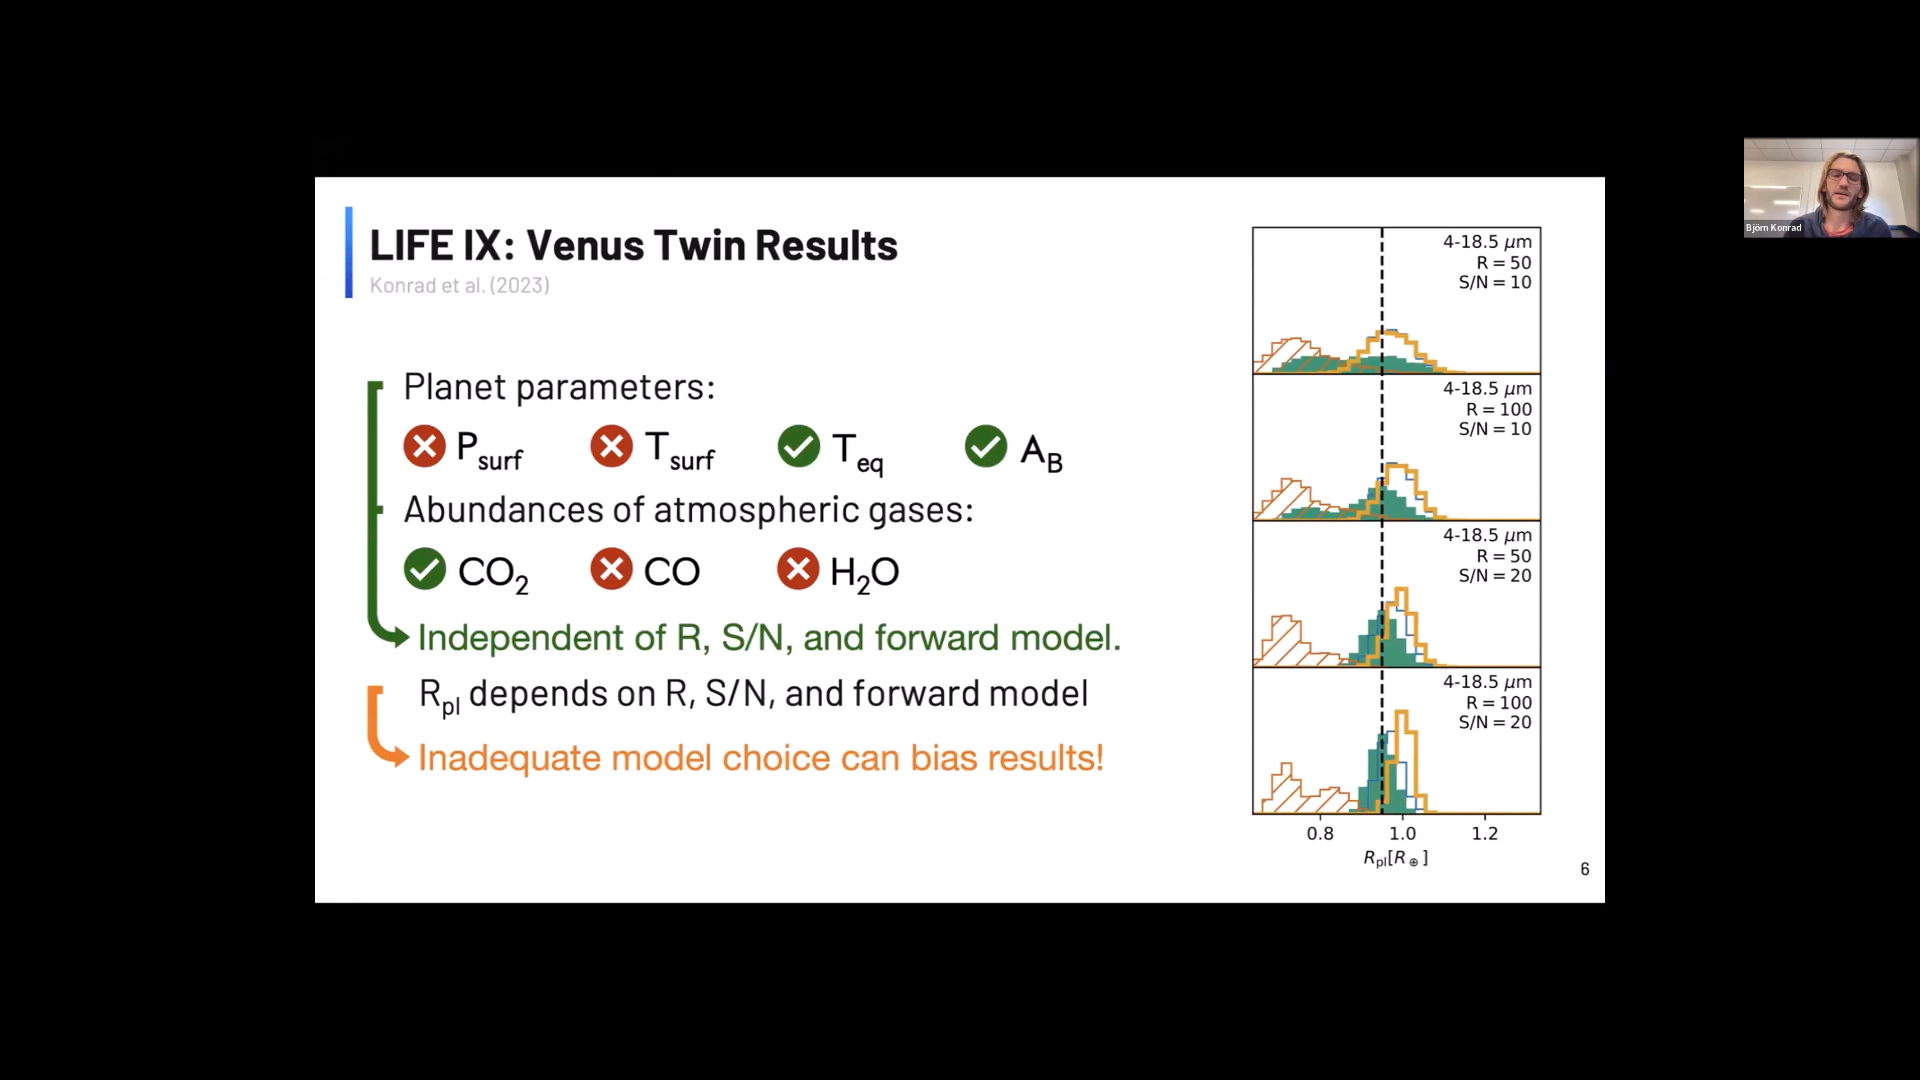 LIFE IX: Venus Twin Results
Konrad et al. (2023)
Planet parameters:
P_surf T_surf T_eq A_B
Abundances of atmospheric gases:
CO₂ CO H₂O
Independent of R, S/N, and forward model.
R_pl depends on R, S/N, and forward model
Inadequate model choice can bias results!
4-18.5 μm
R = 50
S/N = 10
4-18.5 μm
R = 100
S/N = 10
4-18.5 μm
R = 50
S/N = 20
4-18.5 μm
R = 100
S/N = 20
0.8 1.0 1.2
R_pl[R_⊕]
6
Björn Konrad